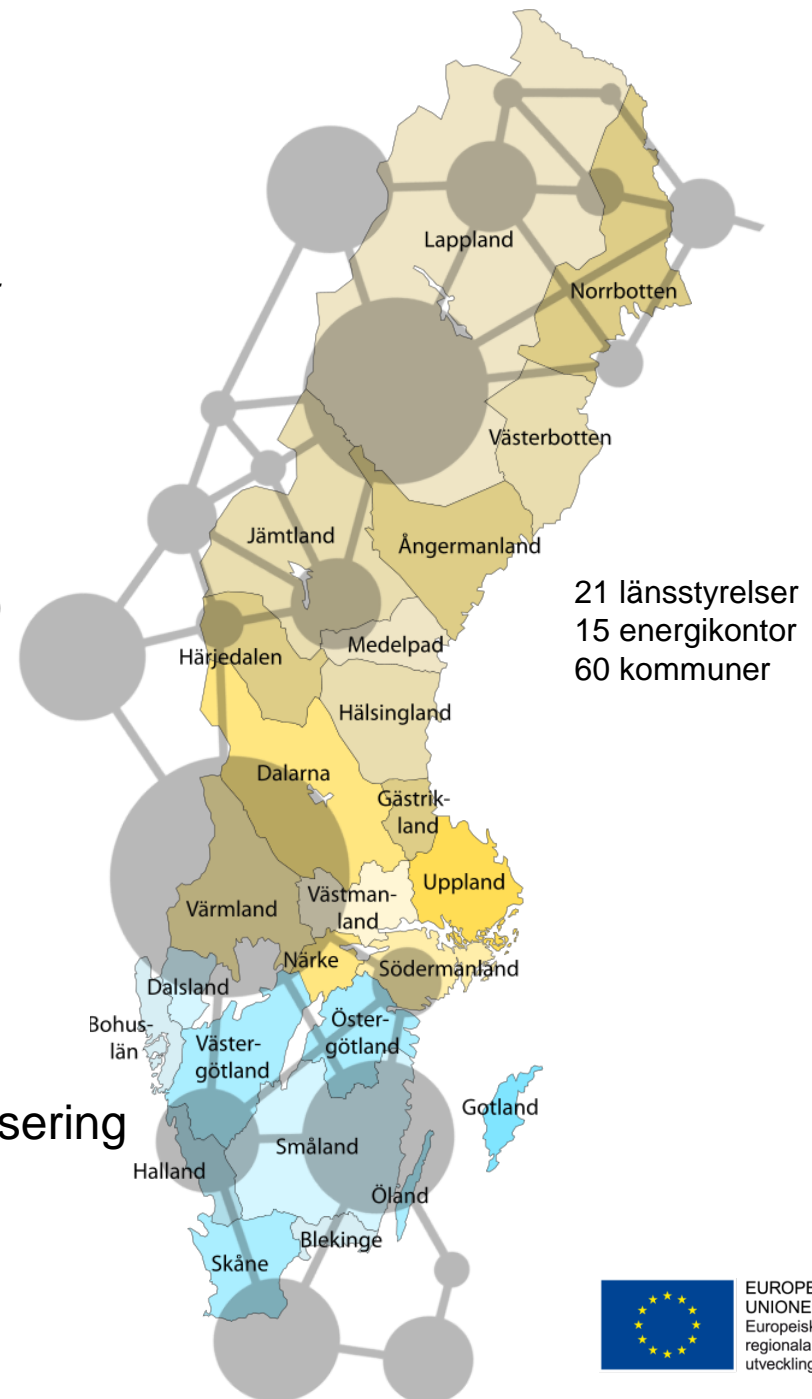 Lappland
Norrbotten
Västerbotten
Jämtland
Ångermanland
21 länsstyrelser
15 energikontor
60 kommuner
Medelpad
Härjedalen
Hälsingland
Dalarna
Gästrik-
land
Uppland
Västman-
land
Värmland
Närke
Södermanland
Dalsland
Bohus-
län
Öster-
götland
Väster-
götland
Gotland
sering
Småland
Halland
Öland
Blekinge
Skåne
EUROPE
UNIONE
Europeisk
regionala
utveckling